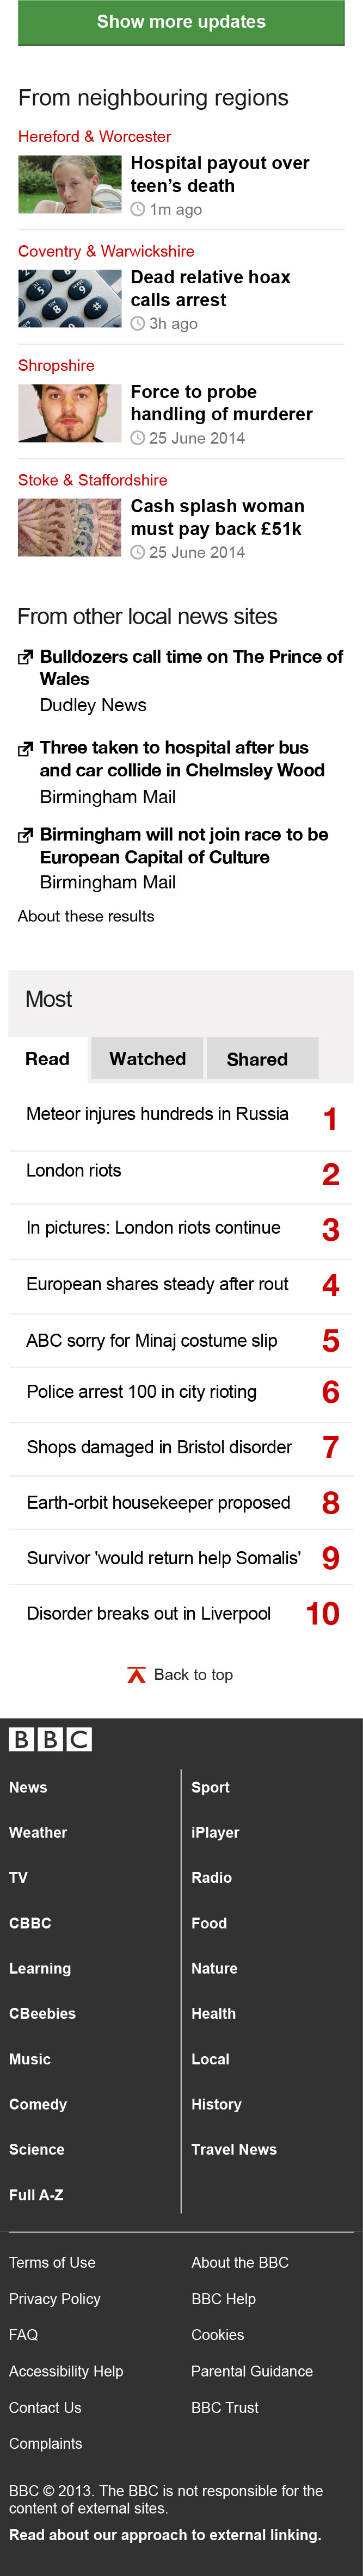 Show more updates
From neighbouring regions
Hereford & Worcester
Hospital payout over
teen's death
1m ago
Coventry & Warwickshire
Dead relative hoax
calls arrest
3h ago
Shropshire
Force to probe
handling of murderer
25 June 2014
Stoke & Staffordshire
Cash splash woman
must pay back £51k
25 June 2014
From other local news sites
Bulldozers call time on The Prince of
Wales
Dudley News
Three taken to hospital after bus
and car collide in Chelmsley Wood
Birmingham Mail
Birmingham will not join race to be
European Capital of Culture
Birmingham Mail
About these results
Most
Read Watched Shared
Meteor injures hundreds in Russia 1
London riots 2
In pictures: London riots continue 3
European shares steady after rout 4
ABC sorry for Minaj costume slip 5
Police arrest 100 in city rioting 6
Shops damaged in Bristol disorder 7
Earth-orbit housekeeper proposed 8
Survivor 'would return help Somalis' 9
Disorder breaks out in Liverpool 10
Back to top
BBC
News Sport
Weather iPlayer
TV Radio
CBBC Food
Learning Nature
CBeebies Health
Music Local
Comedy History
Science Travel News
Full A-Z
Terms of Use About the BBC
Privacy Policy BBC Help
FAQ Cookies
Accessibility Help Parental Guidance
Contact Us BBC Trust
Complaints
BBC © 2013. The BBC is not responsible for the
content of external sites.
Read about our approach to external linking.